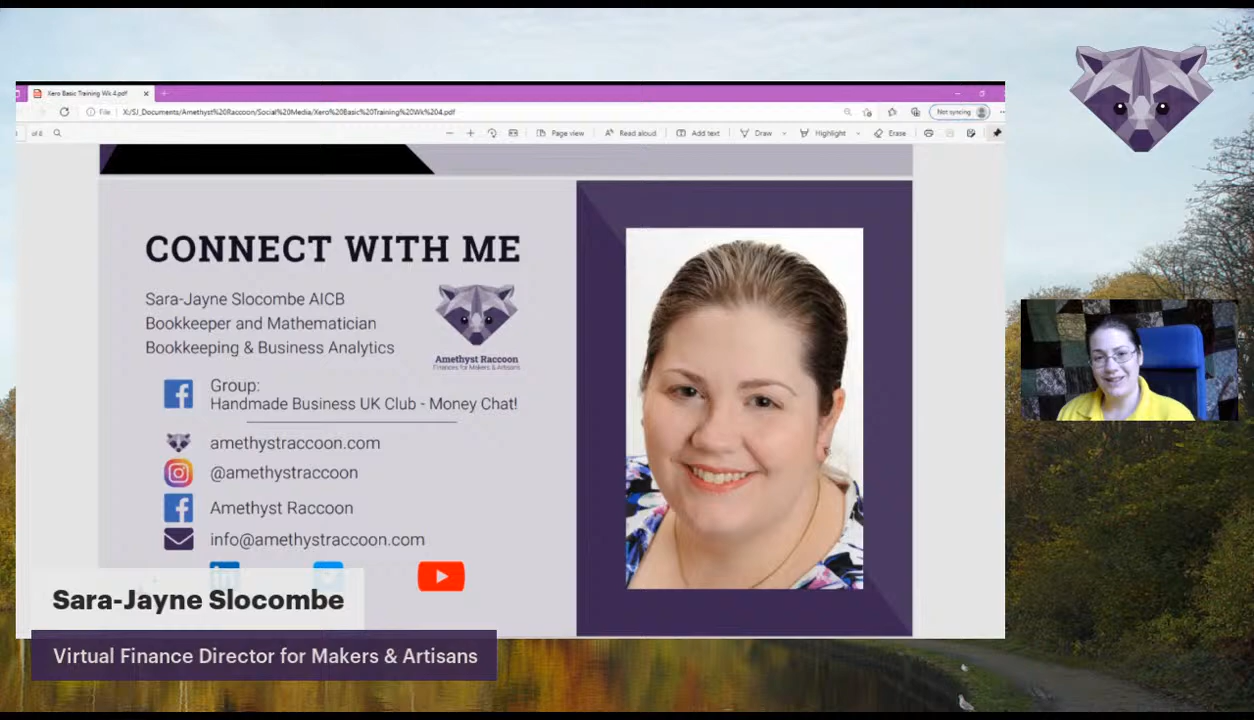 Xero Basic Training Wk 4.pdf
File X:/SJ_Documents/Amethyst%20Raccoon/Social%20Media/Xero%20Basic%20Training%20Wk%204.pdf
Not syncing
of 6
Page view
Read aloud
Add text
Draw
Highlight
Erase
CONNECT WITH ME
Sara-Jayne Slocombe AICB
Bookkeeper and Mathematician
Bookkeeping & Business Analytics
Amethyst Raccoon
Finances for Makers & Artisans
Group:
Handmade Business UK Club - Money Chat!
amethystraccoon.com
@amethystraccoon
Amethyst Raccoon
info@amethystraccoon.com
Sara-Jayne Slocombe
Virtual Finance Director for Makers & Artisans